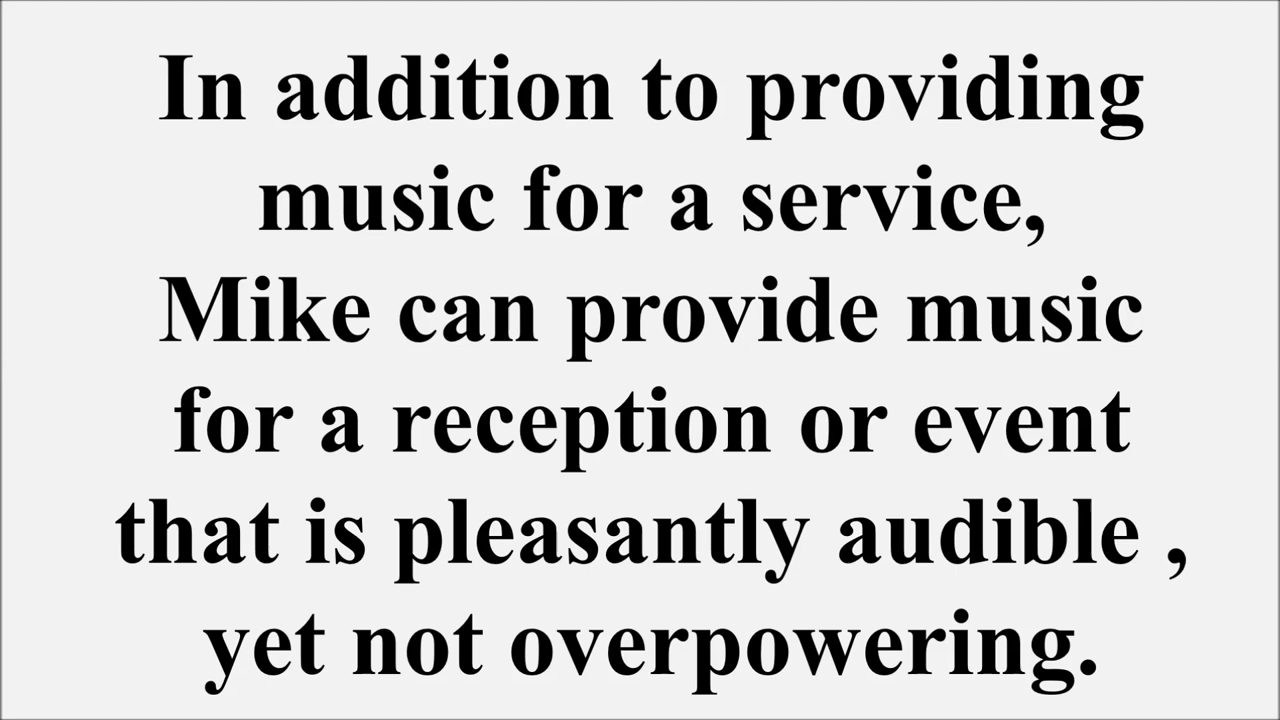 In addition to providing
music for a service,
Mike can provide music
for a reception or event
that is pleasantly audible ,
yet not overpowering.